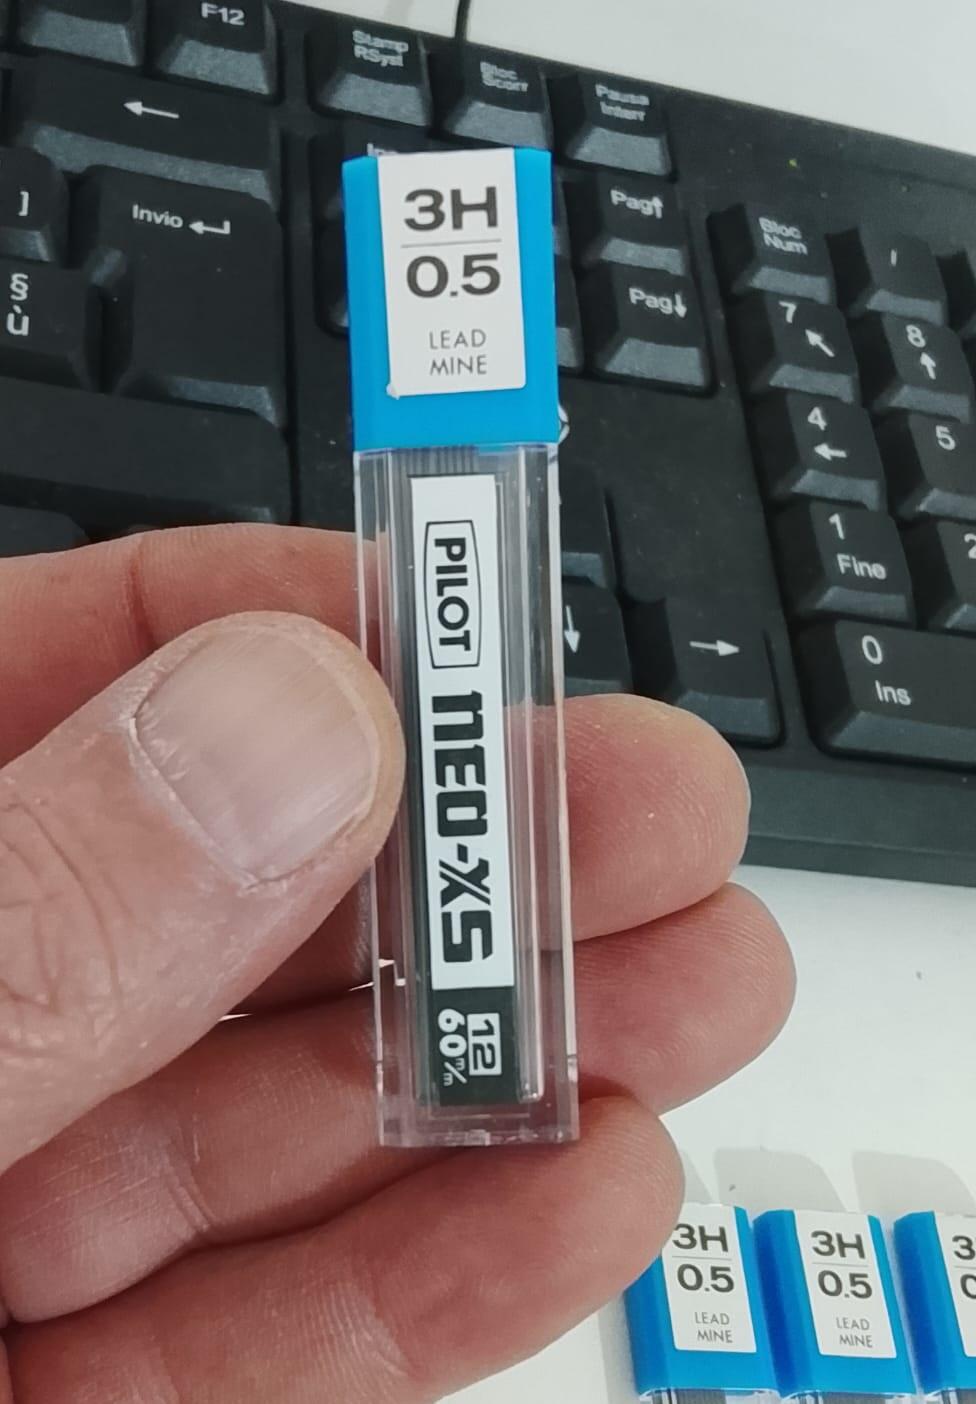 F12
Stamp
RSyst
Bloc
Scorr
Pausa
Interr
Invio
]
§
ù
Pag
Pag
Bloc
Num
/
7
8
4
5
1
Fine
2
0
Ins
3H
0.5
LEAD
MINE
PILOT
NEO-XS
12
60m/m
3H
0.5
LEAD
MINE
3H
0.5
LEAD
MINE